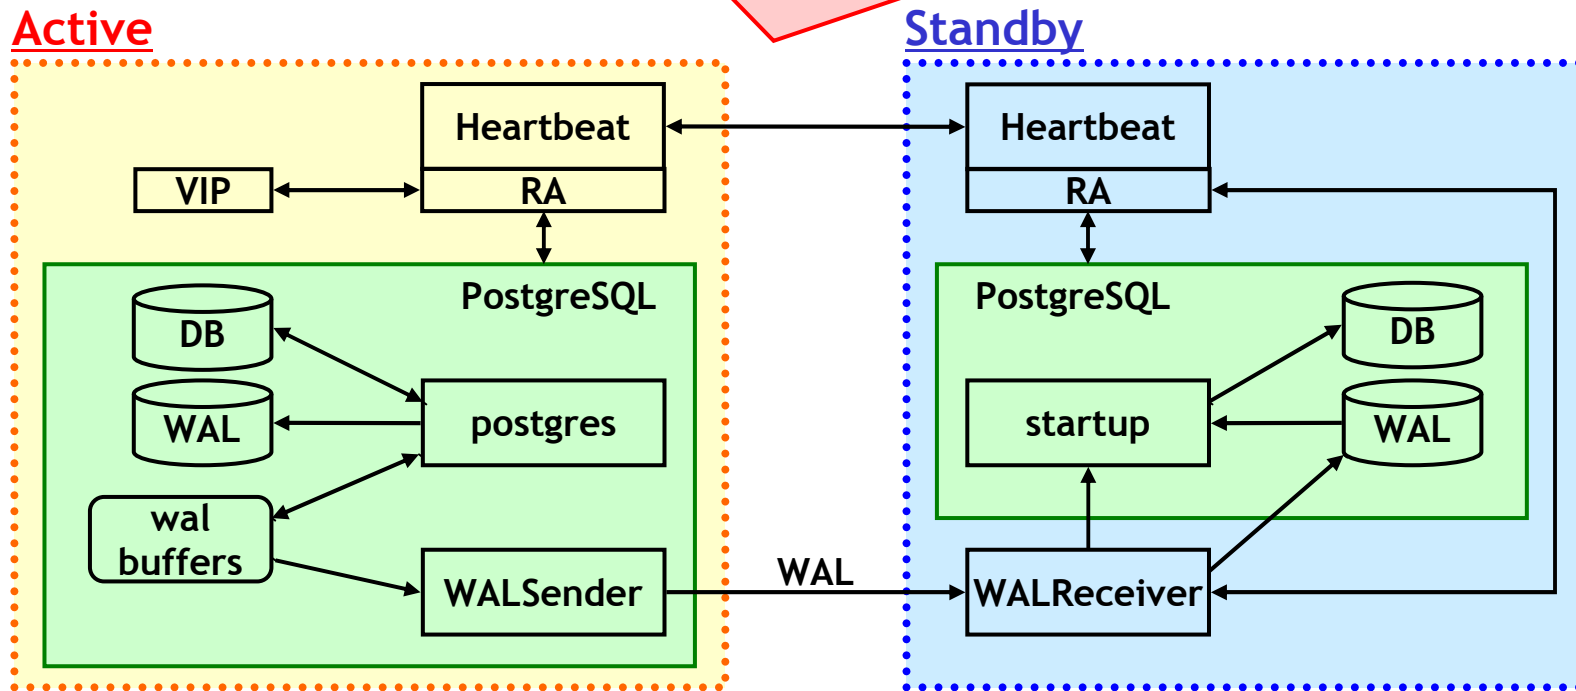 Active
Heartbeat
VIP
RA
PostgreSQL
DB
WAL
postgres
wal
buffers
WALSender
WAL
Standby
Heartbeat
RA
PostgreSQL
DB
startup
WAL
WALReceiver